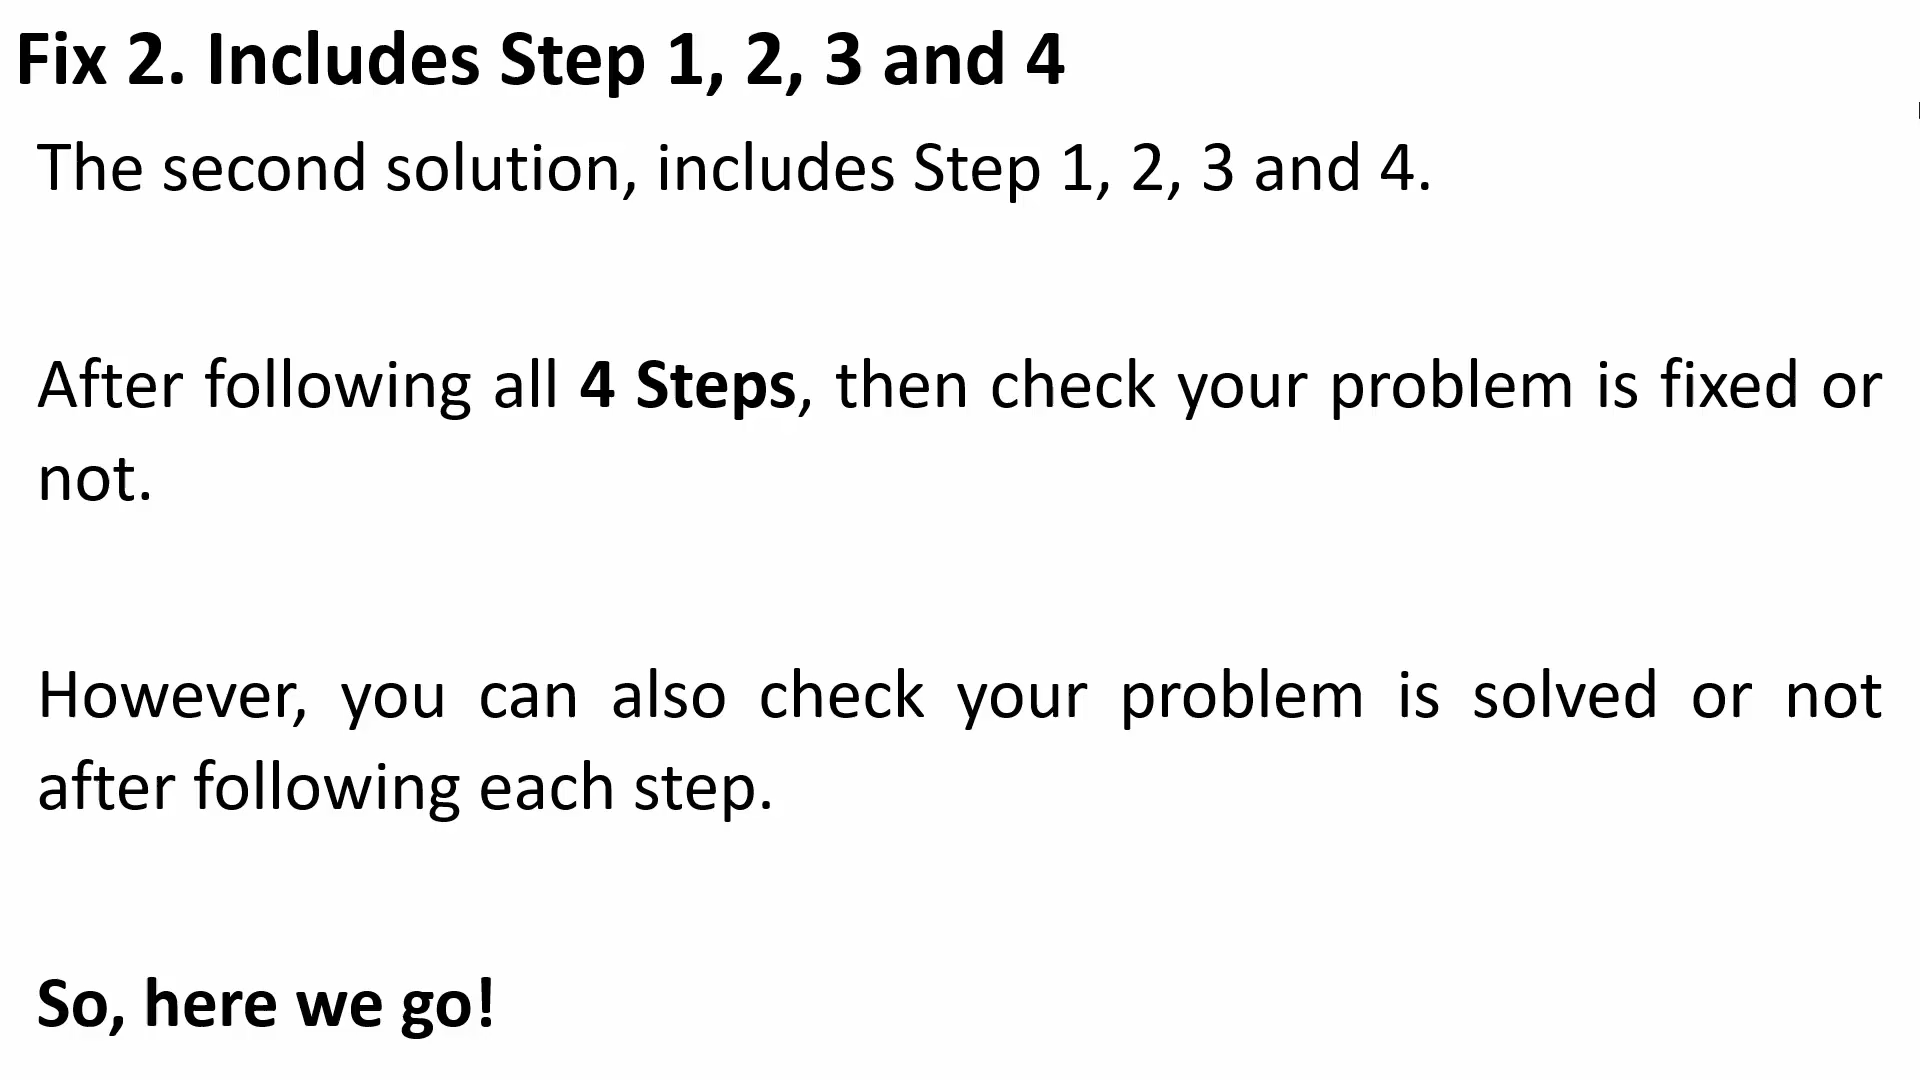 Fix 2. Includes Step 1, 2, 3 and 4
The second solution, includes Step 1, 2, 3 and 4.
After following all 4 Steps, then check your problem is fixed or
not.
However, you can also check your problem is solved or not
after following each step.
So, here we go!